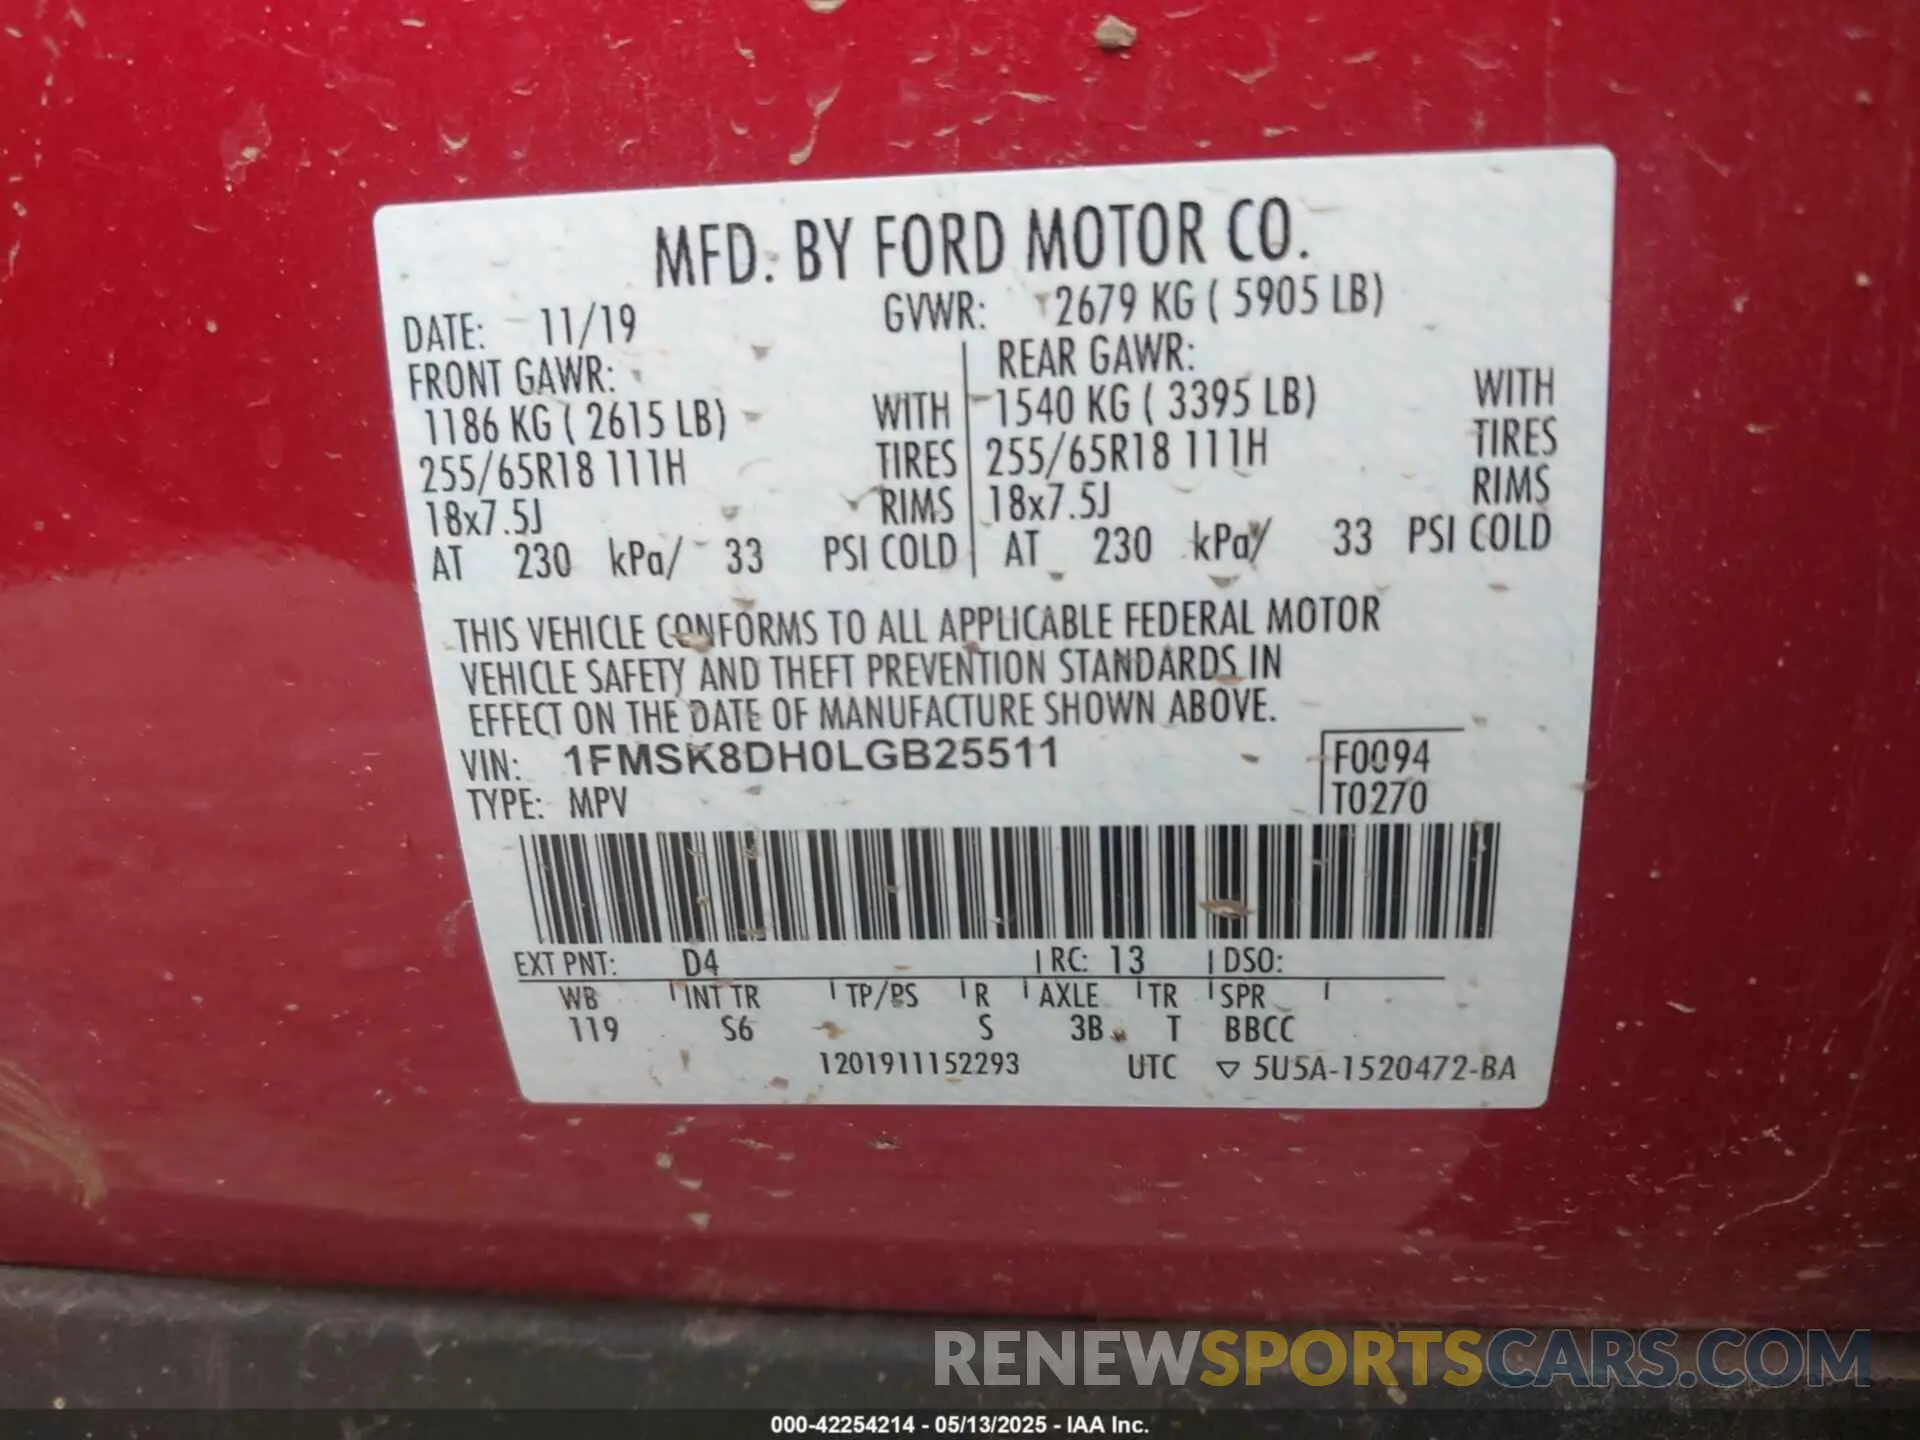 MFD. BY FORD MOTOR CO.
DATE: 11/19 GVWR: 2679 KG ( 5905 LB)
FRONT GAWR: REAR GAWR:
1186 KG ( 2615 LB) WITH 1540 KG ( 3395 LB) WITH
255/65R18 111H TIRES 255/65R18 111H TIRES
18x7.5J RIMS 18x7.5J RIMS
AT 230 kPa/ 33 PSI COLD AT 230 kPa/ 33 PSI COLD
THIS VEHICLE CONFORMS TO ALL APPLICABLE FEDERAL MOTOR
VEHICLE SAFETY AND THEFT PREVENTION STANDARDS IN
EFFECT ON THE DATE OF MANUFACTURE SHOWN ABOVE.
VIN: 1FMSK8DH0LGB25511 F0094
TYPE: MPV T0270
EXT PNT: D4 RC: 13 DSO:
WB INT TR TP/PS R AXLE TR SPR
119 S6 S 3B T BBCC
1201911152293 UTC ▽ 5U5A-1520472-BA
RENEWSPORTSCARS.COM
000-42254214 - 05/13/2025 - IAA Inc.